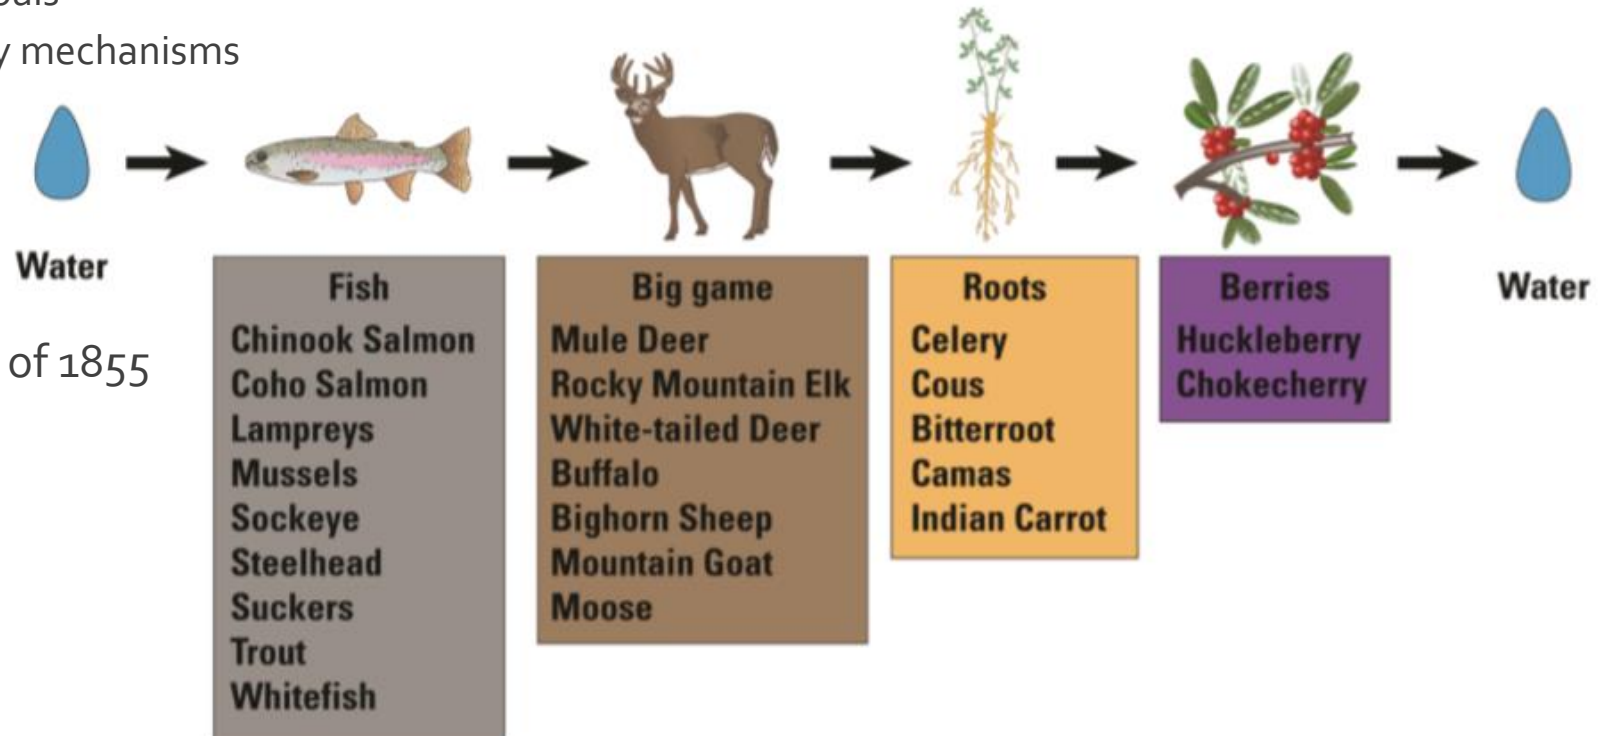 y mechanisms
Water
of 1855
Fish
Chinook Salmon
Coho Salmon
Lampreys
Mussels
Sockeye
Steelhead
Suckers
Trout
Whitefish
Big game
Mule Deer
Rocky Mountain Elk
White-tailed Deer
Buffalo
Bighorn Sheep
Mountain Goat
Moose
Roots
Celery
Cous
Bitterroot
Camas
Indian Carrot
Berries
Huckleberry
Chokecherry
Water